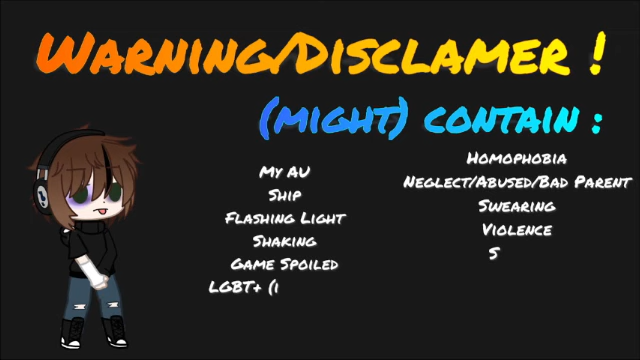 Warning/Disclamer !
(might) contain :
My AU
Ship
Flashing Light
Shaking
Game Spoiled
LGBT+ (i
Homophobia
Neglect/Abused/Bad Parent
Swearing
Violence
S